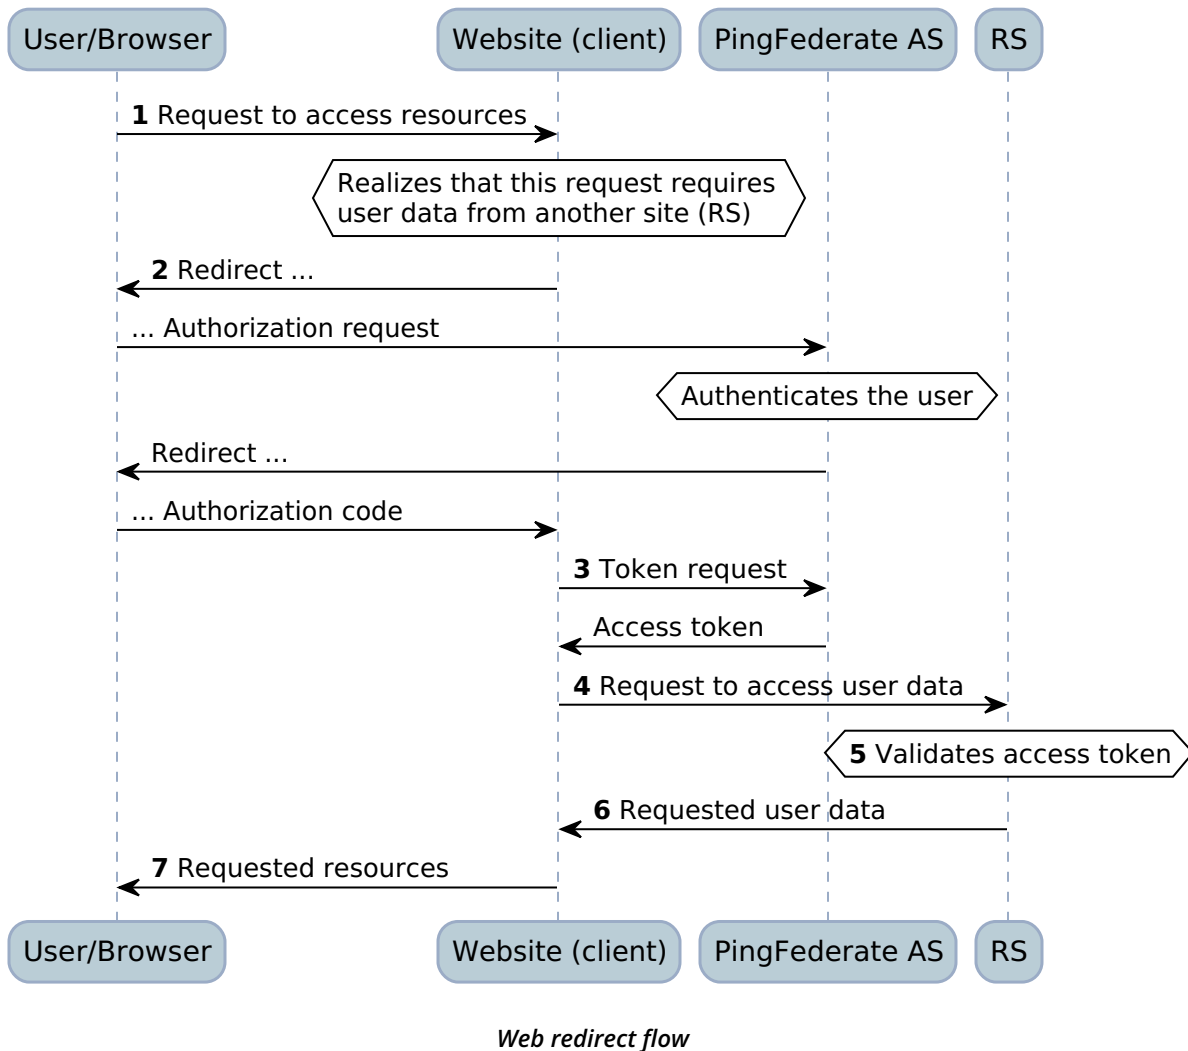 User/Browser
Website (client)
PingFederate AS
RS
1 Request to access resources
Realizes that this request requires
user data from another site (RS)
2 Redirect ...
... Authorization request
Authenticates the user
Redirect ...
... Authorization code
3 Token request
Access token
4 Request to access user data
5 Validates access token
6 Requested user data
7 Requested resources
User/Browser
Website (client)
PingFederate AS
RS
Web redirect flow